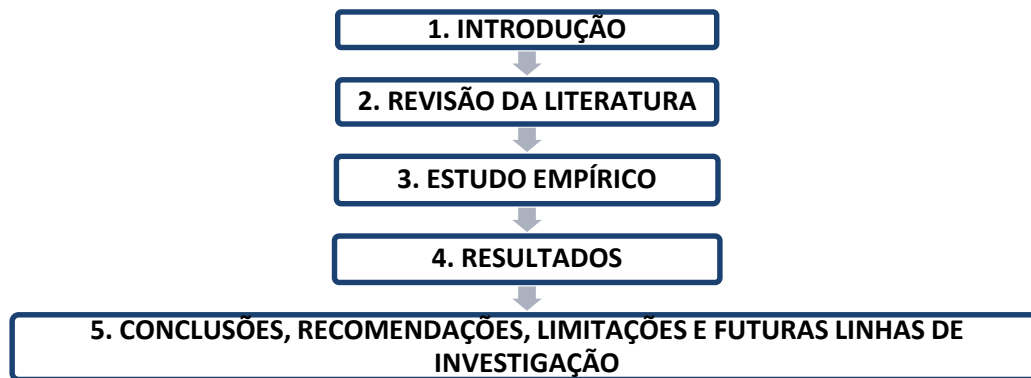 1. INTRODUÇÃO
2. REVISÃO DA LITERATURA
3. ESTUDO EMPÍRICO
4. RESULTADOS
5. CONCLUSÕES, RECOMENDAÇÕES, LIMITAÇÕES E FUTURAS LINHAS DE
INVESTIGAÇÃO